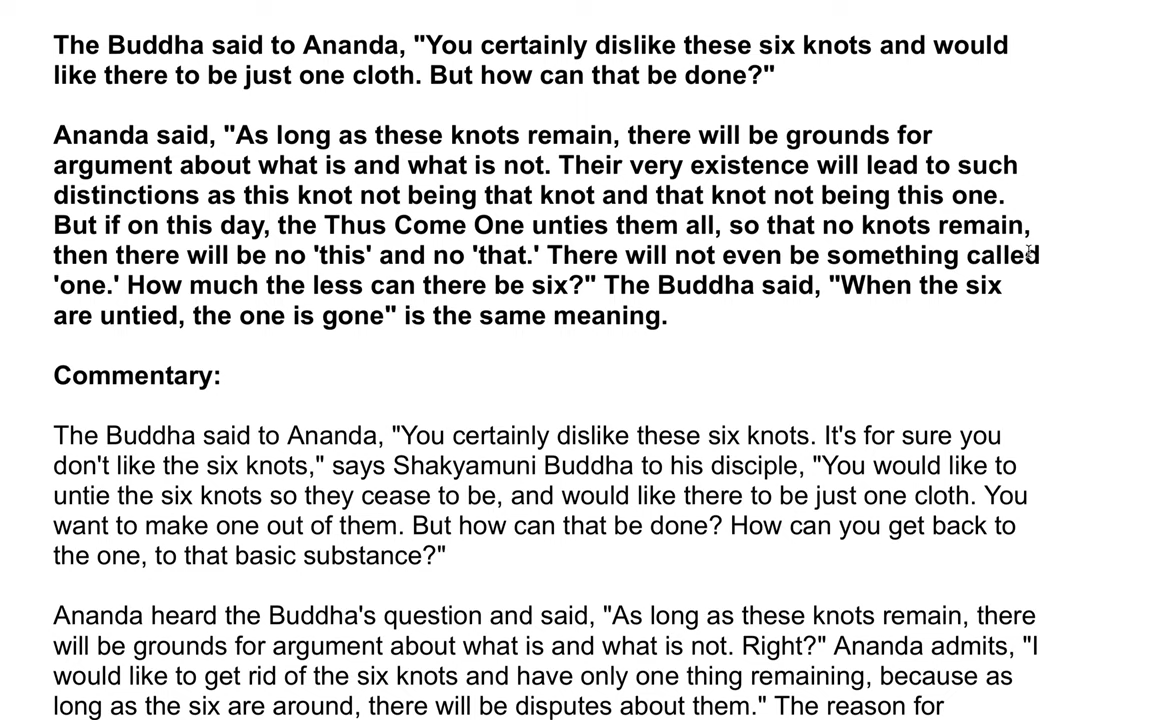 The Buddha said to Ananda, "You certainly dislike these six knots and would
like there to be just one cloth. But how can that be done?"
Ananda said, "As long as these knots remain, there will be grounds for
argument about what is and what is not. Their very existence will lead to such
distinctions as this knot not being that knot and that knot not being this one.
But if on this day, the Thus Come One unties them all, so that no knots remain,
then there will be no 'this' and no 'that.' There will not even be something called
'one.' How much the less can there be six?" The Buddha said, "When the six
are untied, the one is gone" is the same meaning.
Commentary:
The Buddha said to Ananda, "You certainly dislike these six knots. It's for sure you
don't like the six knots," says Shakyamuni Buddha to his disciple, "You would like to
untie the six knots so they cease to be, and would like there to be just one cloth. You
want to make one out of them. But how can that be done? How can you get back to
the one, to that basic substance?"
Ananda heard the Buddha's question and said, "As long as these knots remain, there
will be grounds for argument about what is and what is not. Right?" Ananda admits, "I
would like to get rid of the six knots and have only one thing remaining, because as
long as the six are around, there will be disputes about them." The reason for